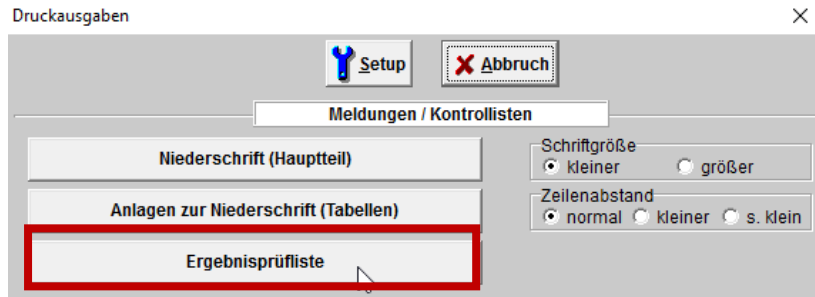 Druckausgaben
Setup Abbruch
Meldungen / Kontrollisten
Niederschrift (Hauptteil)
Schriftgröße
kleiner größer
Anlagen zur Niederschrift (Tabellen)
Zeilenabstand
normal kleiner s. klein
Ergebnisprüfliste